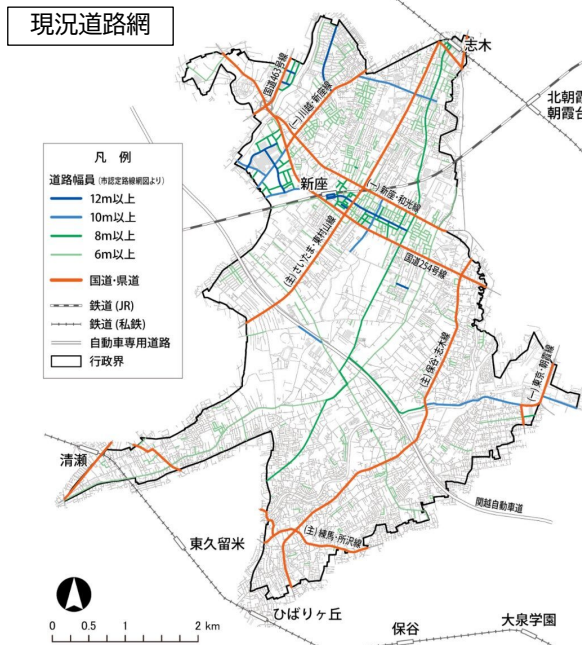 現況道路網
志木
北朝霞
朝霞台
国道463号線
(一)川越・新座線
凡 例
道路幅員 (市認定路線網図より)
12m以上
10m以上
8m以上
6m以上
国道・県道
鉄道 (JR)
鉄道 (私鉄)
自動車専用道路
行政界
新座
(一)新座・和光線
(主)さいたま・東村山線
国道254号線
(主)保谷・志木線
(一)東京・朝霞線
清瀬
関越自動車道
東久留米
(主)練馬・所沢線
ひばりヶ丘
保谷
大泉学園
0 0.5 1 2 km